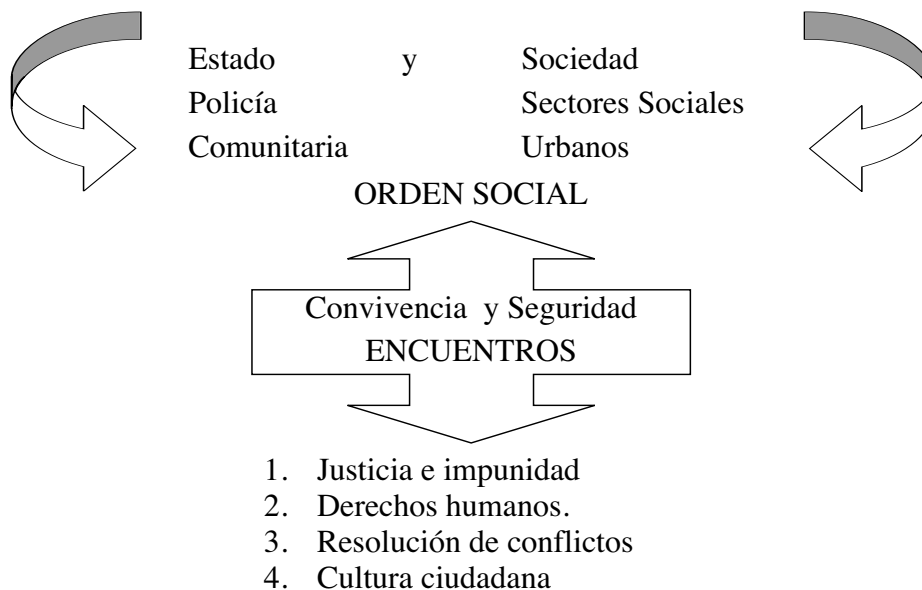 Estado y Sociedad
Policía Sectores Sociales
Comunitaria Urbanos
ORDEN SOCIAL
Convivencia y Seguridad
ENCUENTROS
1. Justicia e impunidad
2. Derechos humanos.
3. Resolución de conflictos
4. Cultura ciudadana